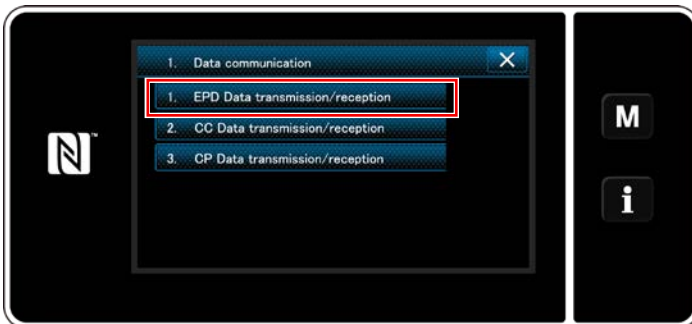 1. Data communication
1. EPD Data transmission/reception
2. CC Data transmission/reception
3. CP Data transmission/reception
M
i